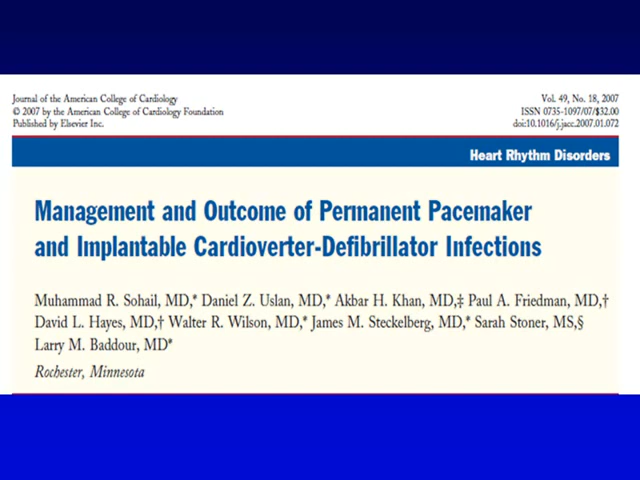 Journal of the American College of Cardiology
© 2007 by the American College of Cardiology Foundation
Published by Elsevier Inc.
Vol. 49, No. 18, 2007
ISSN 0735-1097/07/$32.00
doi:10.1016/j.jacc.2007.01.072
Heart Rhythm Disorders
Management and Outcome of Permanent Pacemaker
and Implantable Cardioverter-Defibrillator Infections
Muhammad R. Sohail, MD,* Daniel Z. Uslan, MD,* Akbar H. Khan, MD,‡ Paul A. Friedman, MD,†
David L. Hayes, MD,† Walter R. Wilson, MD,* James M. Steckelberg, MD,* Sarah Stoner, MS,§
Larry M. Baddour, MD*
Rochester, Minnesota